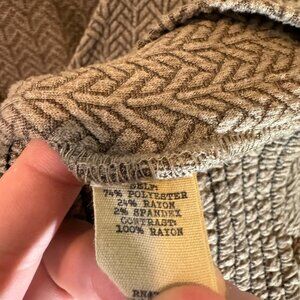 SELF:
74% POLYESTER
24% RAYON
2% SPANDEX
CONTRAST:
100% RAYON